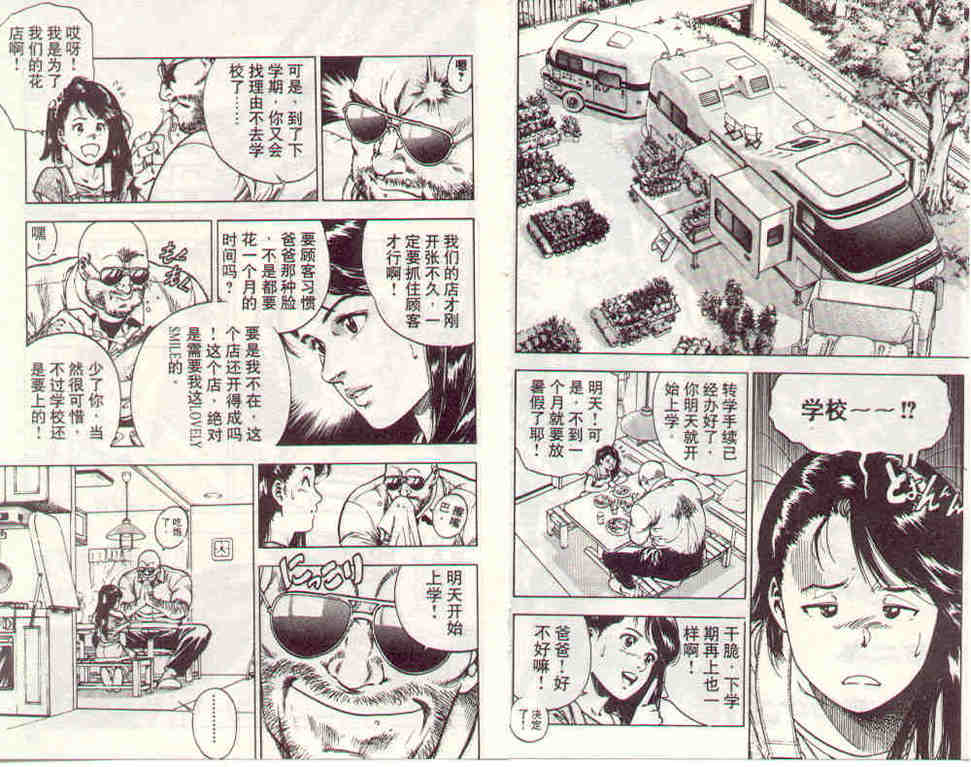 学校～～!?
どよんん
转学手续已
经办好了，
你明天就开
始上学。
明天！可
是，不到一
个月就要放
暑假了耶！
干脆，下学
期再上也一
样啊！
爸爸！好
不好嘛！
决定
了！
嗯？
可是，到了下
学期，你又会
找理由不去学
校了……
哎呀！
我是为了
我们的花
店啊！
我们的店才刚
开张不久，一
定要抓住顾客
才行啊！
要顾客习惯
爸爸那种脸
，不是都要
花一个月的
时间吗？
要是我不在，这
个店还开得成吗
！这个店，绝对
是需要我这LOVELY
SMILE的。
嘿！
少了你，当
然很可惜，
不过学校还
是要上的！
擦嘴
巴
明天开始
上学！
吃饱
了。
………